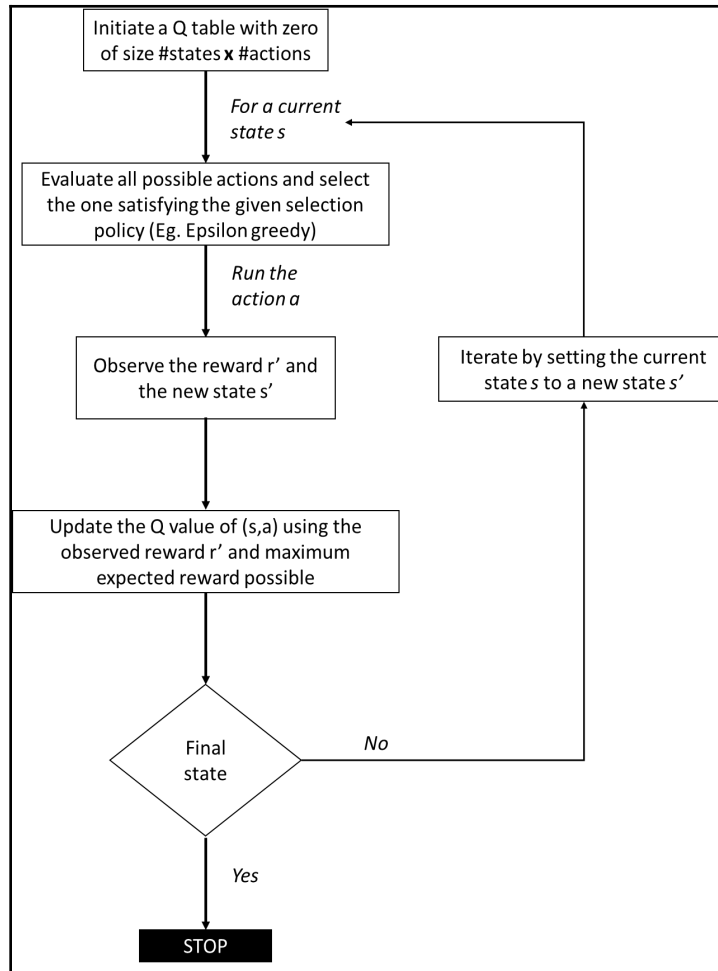 Initiate a Q table with zero
of size #states x #actions
For a current
state s
Evaluate all possible actions and select
the one satisfying the given selection
policy (Eg. Epsilon greedy)
Run the
action a
Observe the reward r’ and
the new state s’
Iterate by setting the current
state s to a new state s’
Update the Q value of (s,a) using the
observed reward r’ and maximum
expected reward possible
Final
state
No
Yes
STOP